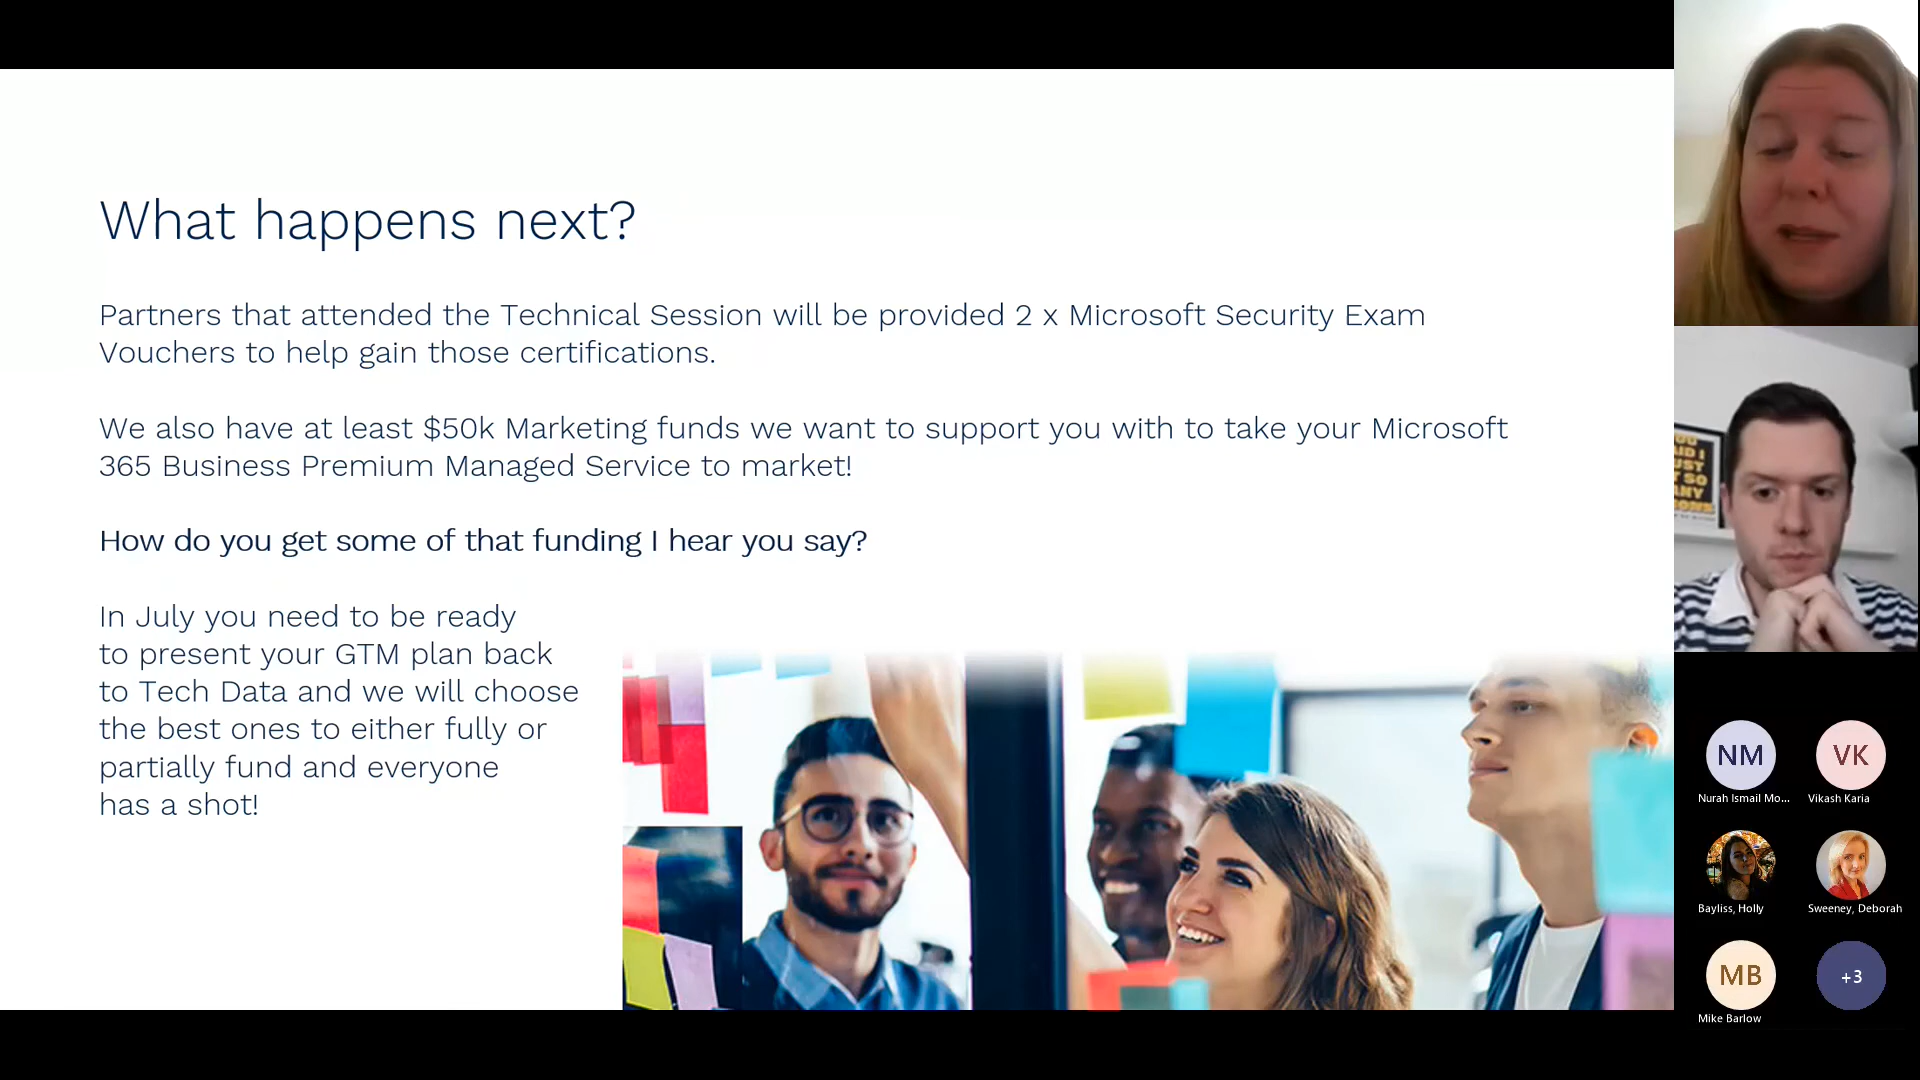 What happens next?
Partners that attended the Technical Session will be provided 2 x Microsoft Security Exam
Vouchers to help gain those certifications.
We also have at least $50k Marketing funds we want to support you with to take your Microsoft
365 Business Premium Managed Service to market!
How do you get some of that funding I hear you say?
In July you need to be ready
to present your GTM plan back
to Tech Data and we will choose
the best ones to either fully or
partially fund and everyone
has a shot!
NM
VK
Nurah Ismail Mo...
Vikash Karia
Bayliss, Holly
Sweeney, Deborah
MB
+3
Mike Barlow